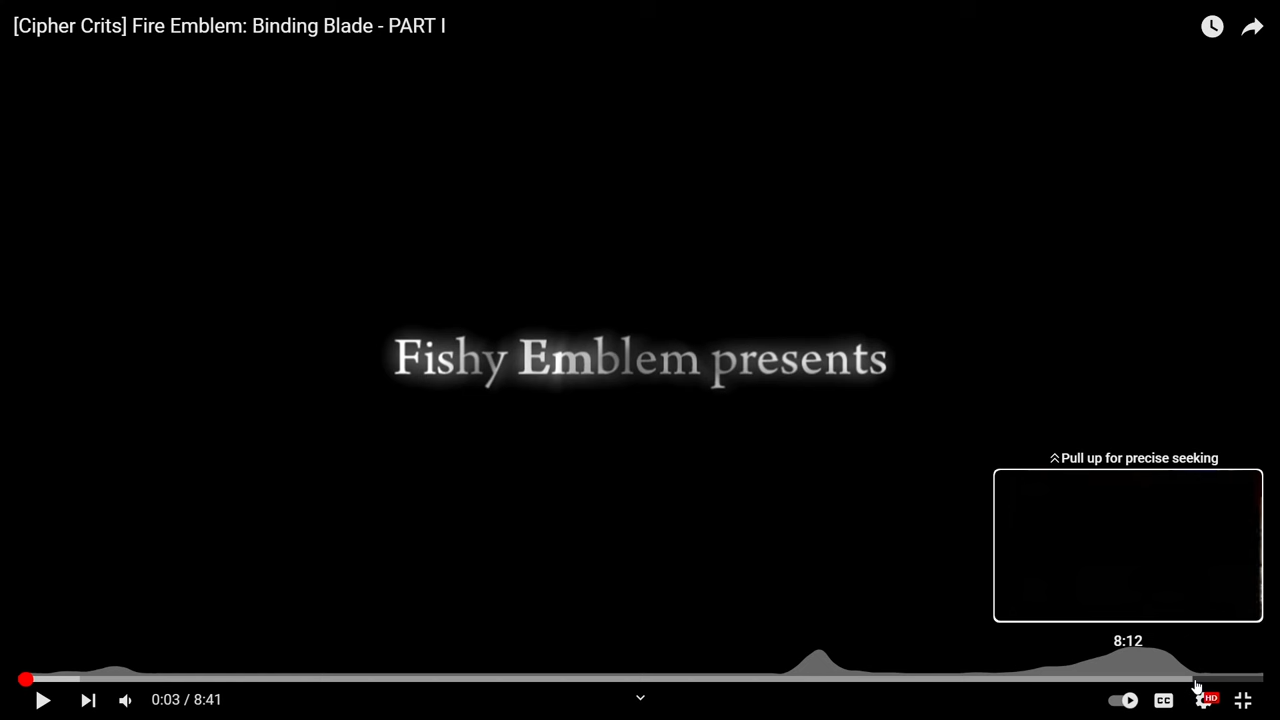 [Cipher Crits] Fire Emblem: Binding Blade - PART I
Fishy Emblem presents
Pull up for precise seeking
8:12
0:03 / 8:41
CC
HD